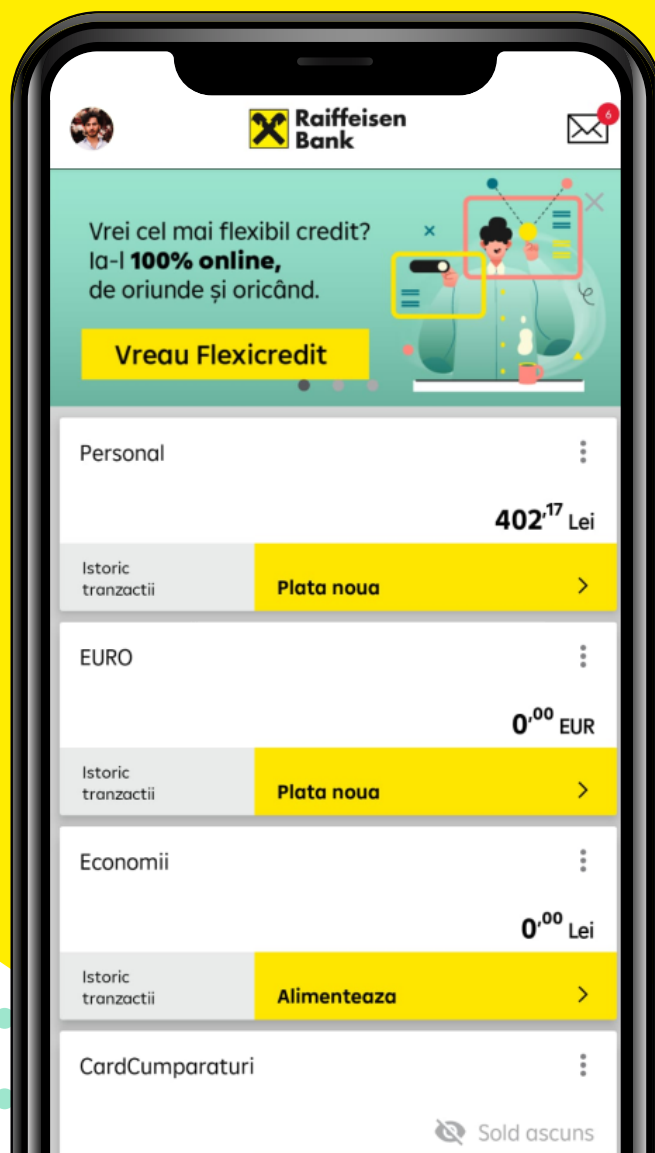 Raiffeisen
Bank
6
Vrei cel mai flexibil credit?
Ia-l 100% online,
de oriunde și oricând.
Vreau Flexicredit
Personal
402,17 Lei
Istoric
tranzactii
Plata noua
EURO
0,00 EUR
Istoric
tranzactii
Plata noua
Economii
0,00 Lei
Istoric
tranzactii
Alimenteaza
CardCumparaturi
Sold ascuns